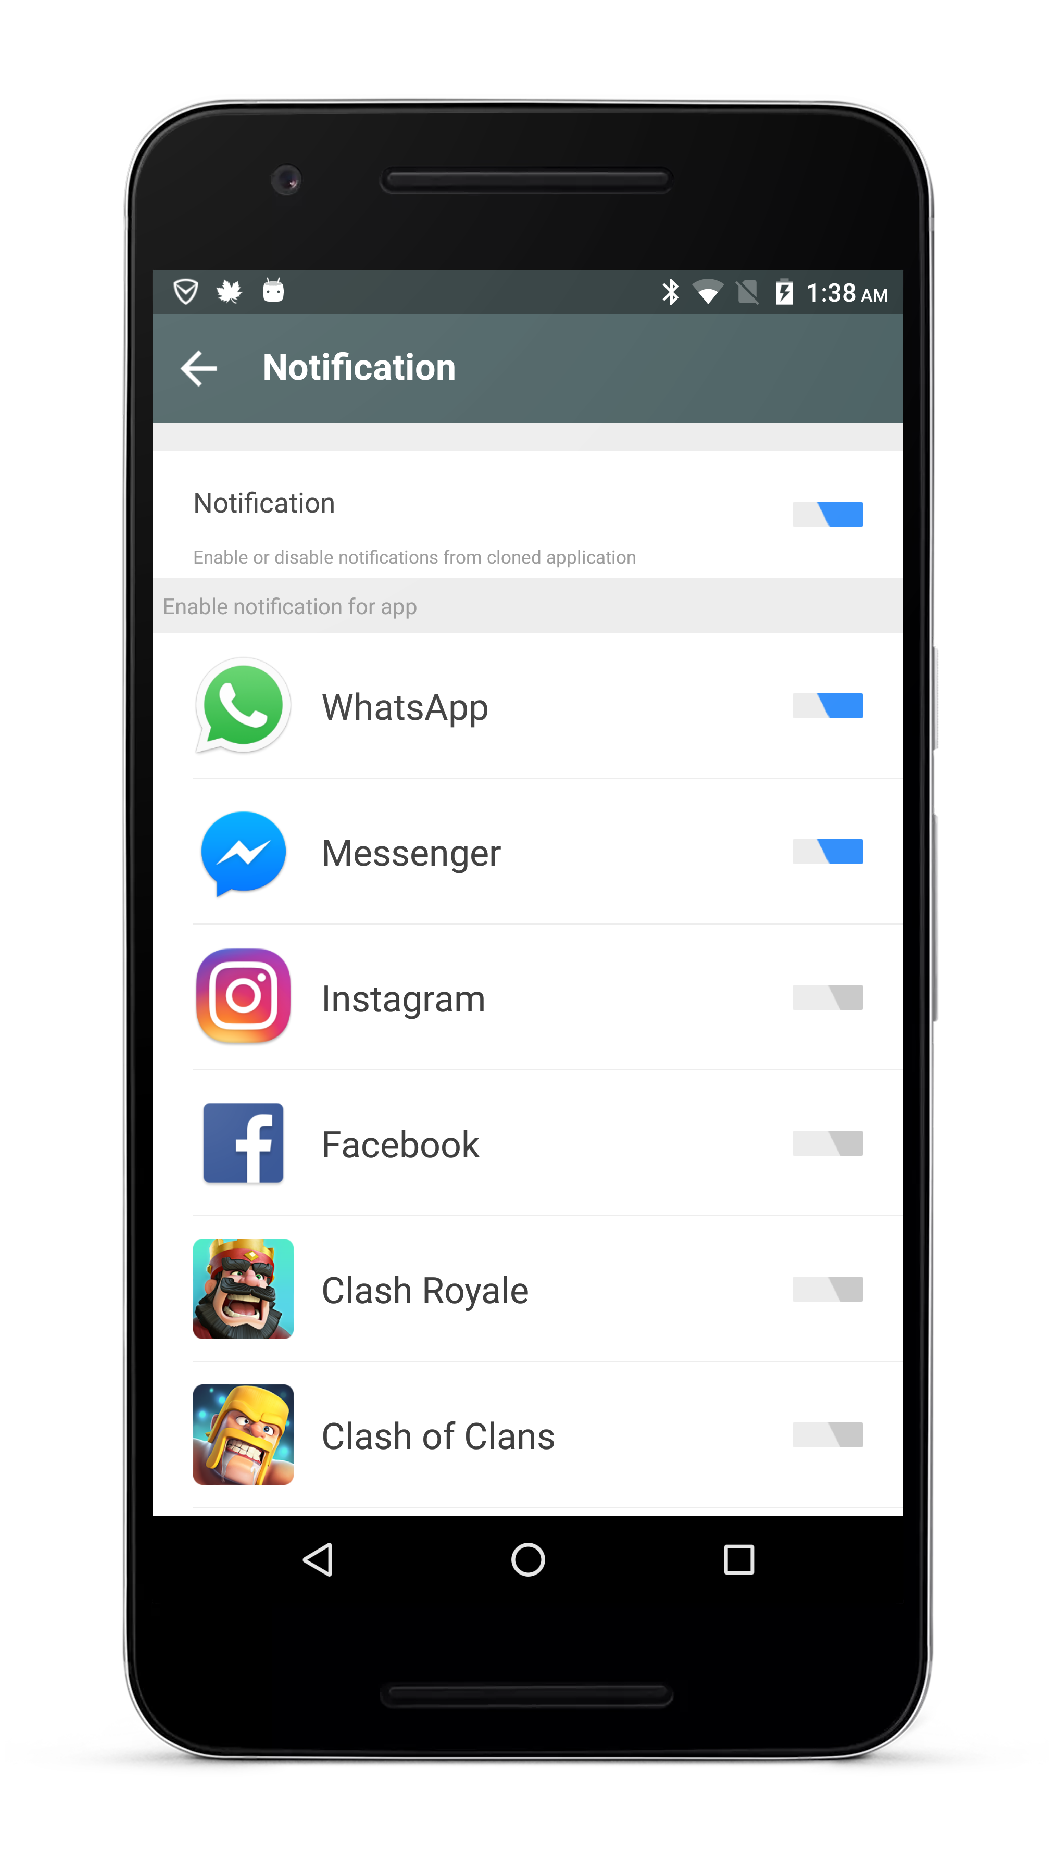 1:38 AM
Notification
Notification
Enable or disable notifications from cloned application
Enable notification for app
WhatsApp
Messenger
Instagram
Facebook
Clash Royale
Clash of Clans